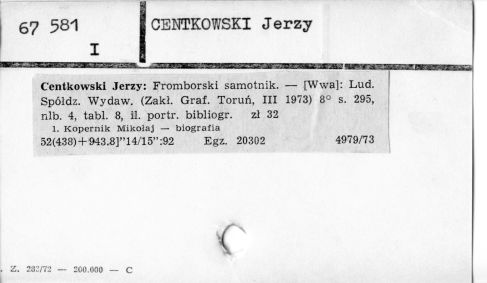 67 581
I
CENTKOWSKI Jerzy
Centkowski Jerzy: Fromborski samotnik. — [Wwa]: Lud.
Spółdz. Wydaw. (Zakł. Graf. Toruń, III 1973) 8° s. 295,
nlb. 4, tabl. 8, il. portr. bibliogr. zł 32
1. Kopernik Mikołaj — biografia
52(438)+943.8]"14/15":92 Egz. 20302 4979/73
. Z. 282/72 — 200.000 — C